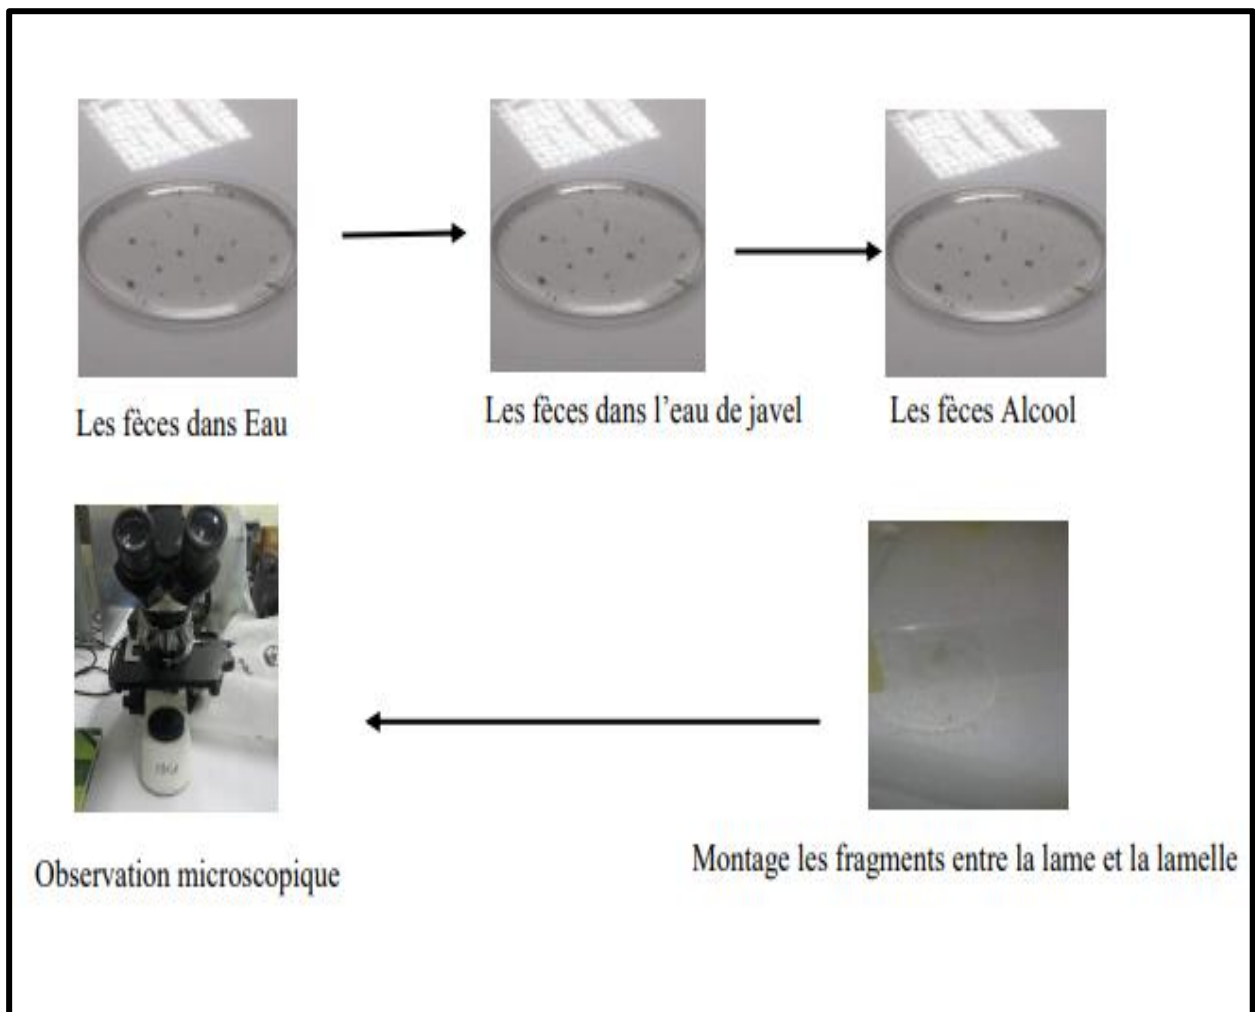 Les fèces dans Eau
Les fèces dans l'eau de javel
Les fèces Alcool
Montage les fragments entre la lame et la lamelle
Observation microscopique